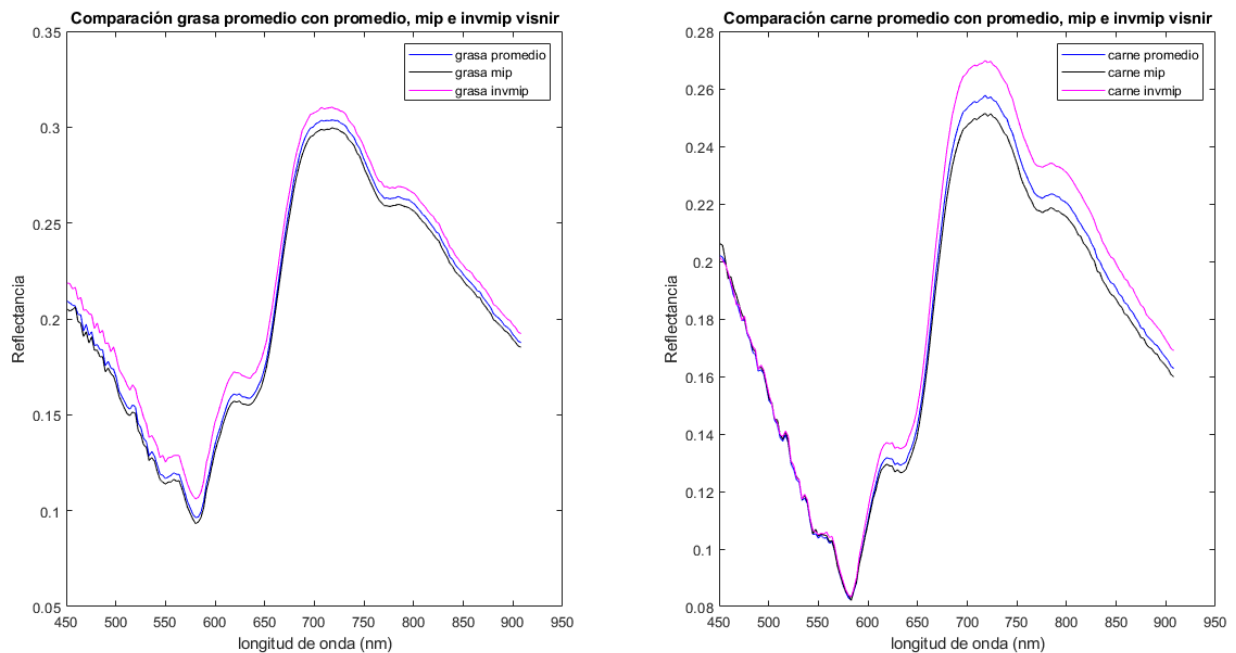 Comparación grasa promedio con promedio, mip e invmip visnir
0.35
0.3
0.25
0.2
0.15
0.1
0.05
Reflectancia
grasa promedio
grasa mip
grasa invmip
450 500 550 600 650 700 750 800 850 900 950
longitud de onda (nm)
Comparación carne promedio con promedio, mip e invmip visnir
0.28
0.26
0.24
0.22
0.2
0.18
0.16
0.14
0.12
0.1
0.08
Reflectancia
carne promedio
carne mip
carne invmip
450 500 550 600 650 700 750 800 850 900 950
longitud de onda (nm)